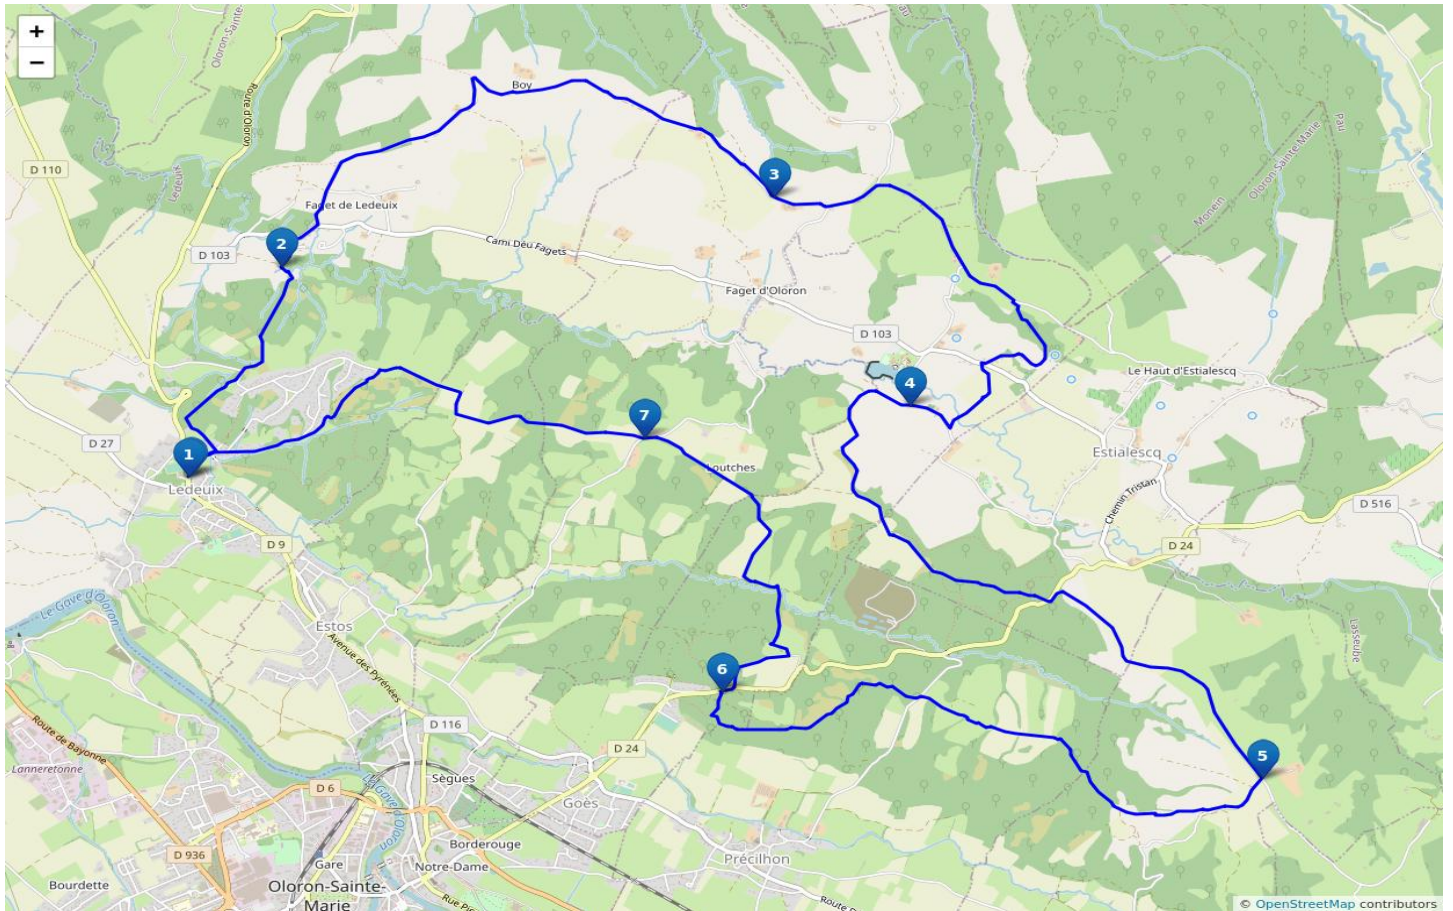 +
−
Oloron-Sainte-
Route d'Oloron
Boy
3
D 110
Ledeuix
Pau
Oloron-Sainte-Marie
Monein
Faget de Ledeuix
2
D 103
Cami Deu Fagets
Faget d'Oloron
D 103
4
Le Haut d'Estialescq
7
D 27
1
Ledeuix
Loutches
Estialescq
Chemin Tristan
D 516
D 9
D 24
Le Gave d'Oloron
Estos
Avenue des Pyrénées
Lasseube
6
D 116
D 24
5
Route de Bayonne
Lanneretonne
Sègues
D 6
Le Gave d'Oloron
Goès
D 936
Gare
Borderouge
Notre-Dame
Précilhon
Bourdette
Oloron-Sainte-
Marie
© OpenStreetMap contributors